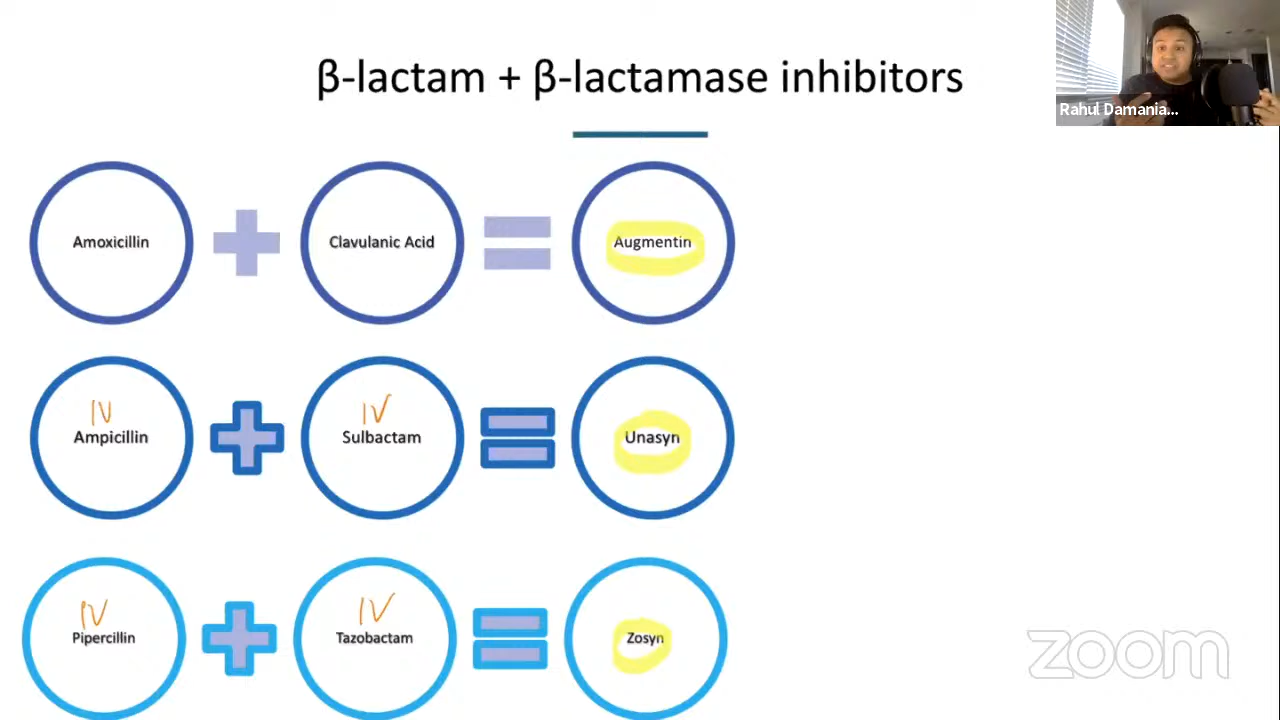 β-lactam + β-lactamase inhibitors
Rahul Damania...
Amoxicillin
Clavulanic Acid
Augmentin
IV
Ampicillin
IV
Sulbactam
Unasyn
IV
Pipercillin
IV
Tazobactam
Zosyn
zoom